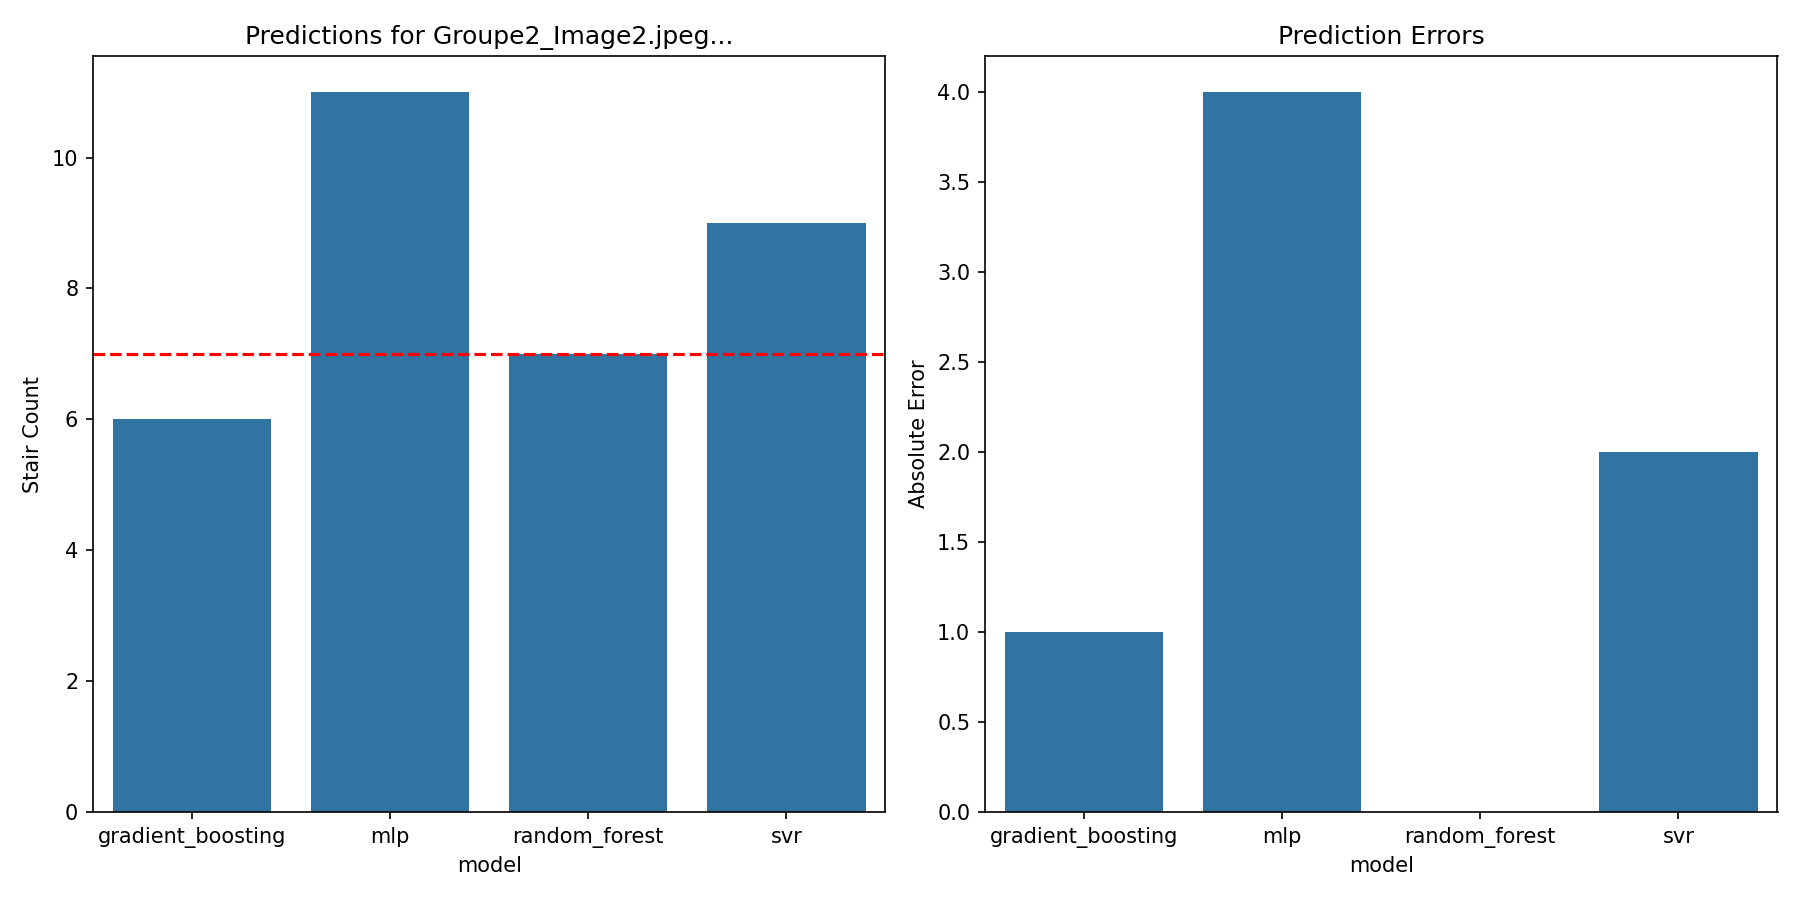 Predictions for Groupe2_Image2.jpeg...
Stair Count
10
8
6
4
2
0
gradient_boosting mlp random_forest svr
model
Prediction Errors
Absolute Error
4.0
3.5
3.0
2.5
2.0
1.5
1.0
0.5
0.0
gradient_boosting mlp random_forest svr
model